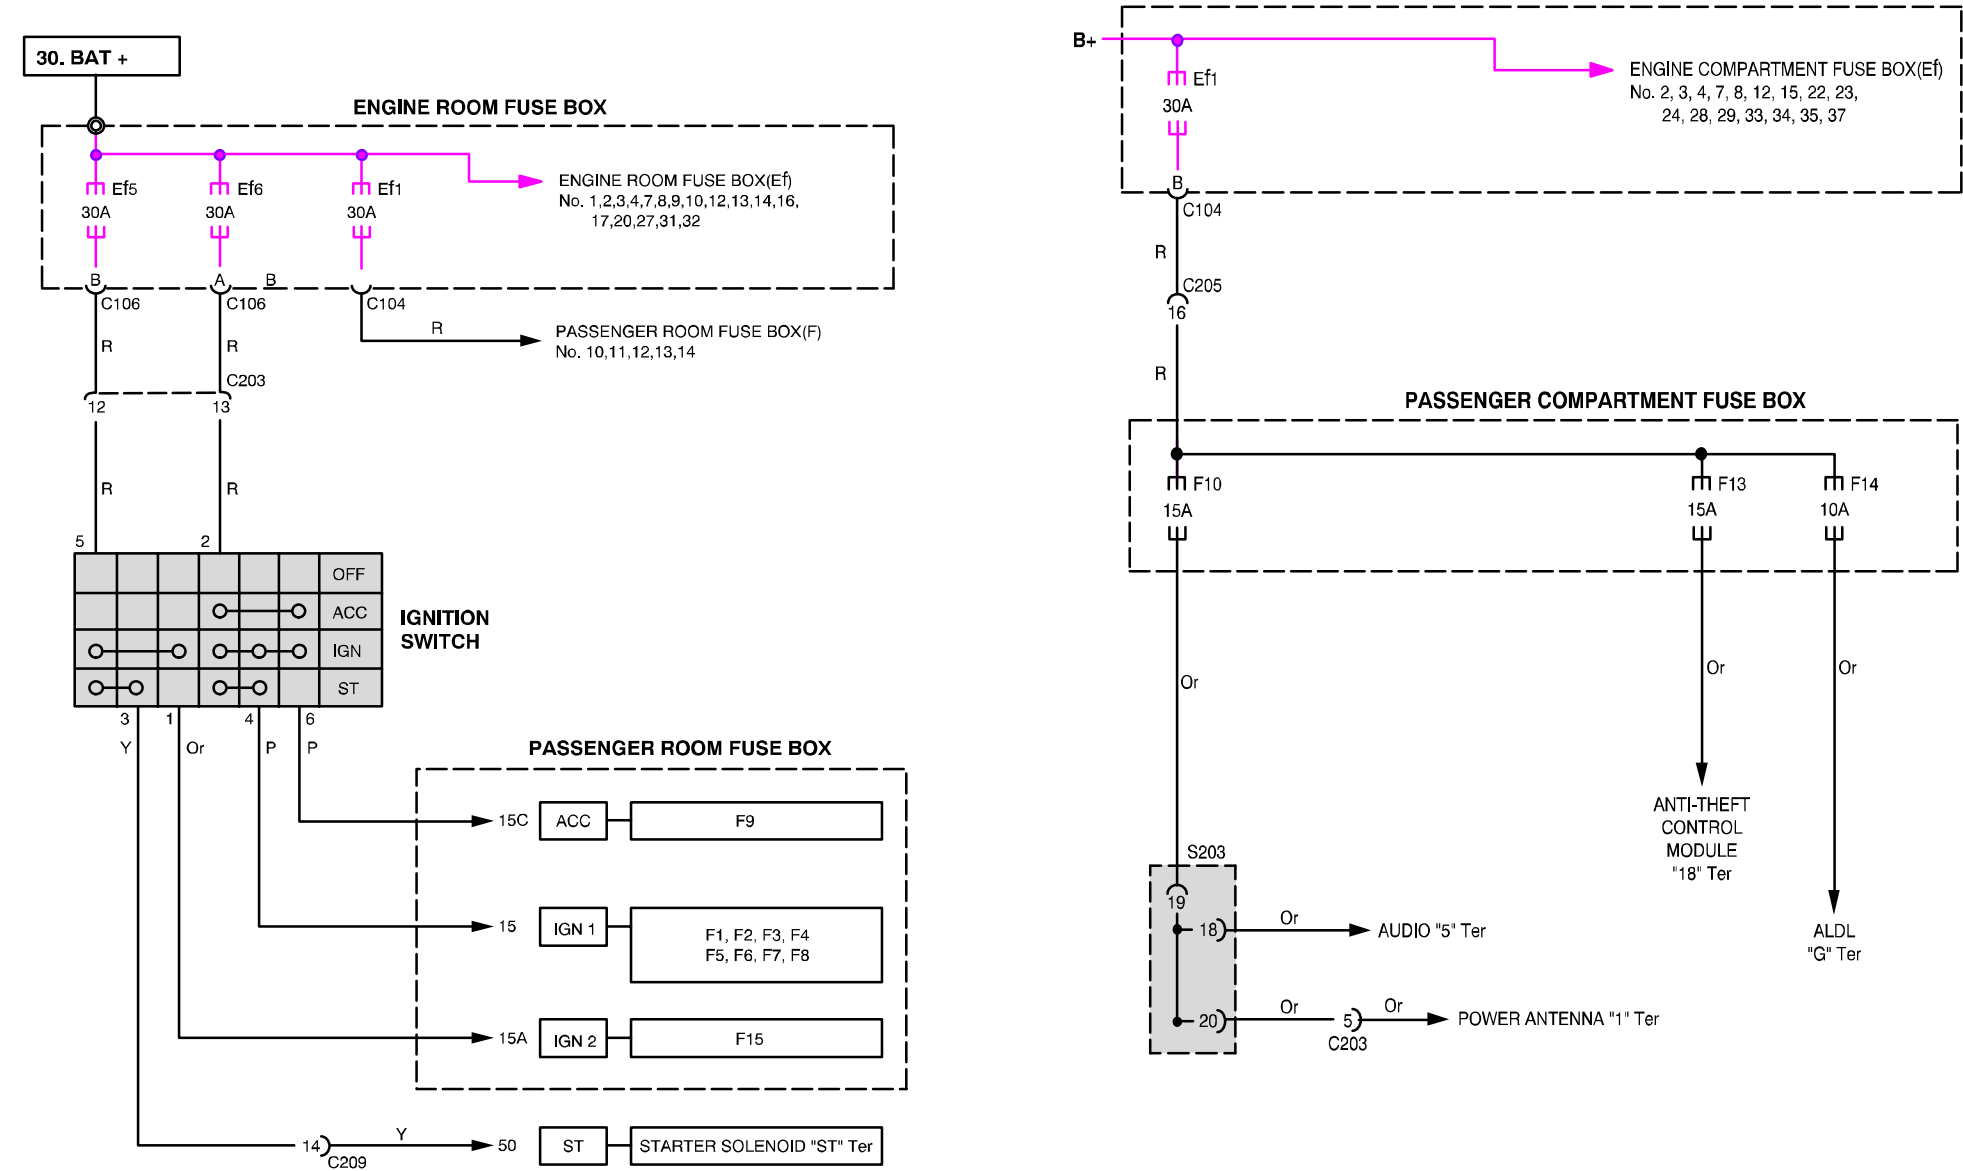 30. BAT +
ENGINE ROOM FUSE BOX
Ef5
Ef6
Ef1
30A
30A
30A
ENGINE ROOM FUSE BOX(Ef)
No. 1,2,3,4,7,8,9,10,12,13,14,16,
17,20,27,31,32
B
A
B
C106
C106
C104
R
PASSENGER ROOM FUSE BOX(F)
No. 10,11,12,13,14
R
R
C203
12
13
R
R
5
2
OFF
ACC
IGN
ST
IGNITION
SWITCH
3
1
4
6
Y
Or
P
P
PASSENGER ROOM FUSE BOX
15C
ACC
F9
15
IGN 1
F1, F2, F3, F4
F5, F6, F7, F8
15A
IGN 2
F15
14
C209
Y
50
ST
STARTER SOLENOID "ST" Ter
B+
Ef1
30A
ENGINE COMPARTMENT FUSE BOX(Ef)
No. 2, 3, 4, 7, 8, 12, 15, 22, 23,
24, 28, 29, 33, 34, 35, 37
B
C104
R
C205
16
R
PASSENGER COMPARTMENT FUSE BOX
F10
15A
F13
15A
F14
10A
Or
Or
Or
ANTI-THEFT
CONTROL
MODULE
"18" Ter
ALDL
"G" Ter
S203
19
18
Or
AUDIO "5" Ter
20
Or
5
C203
Or
POWER ANTENNA "1" Ter